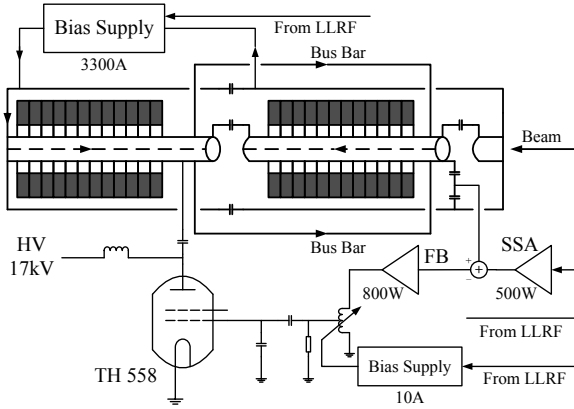 Bias Supply
3300A
From LLRF
Bus Bar
Beam
Bus Bar
HV
17kV
FB
SSA
+
−
800W
500W
From LLRF
TH 558
Bias Supply
10A
From LLRF